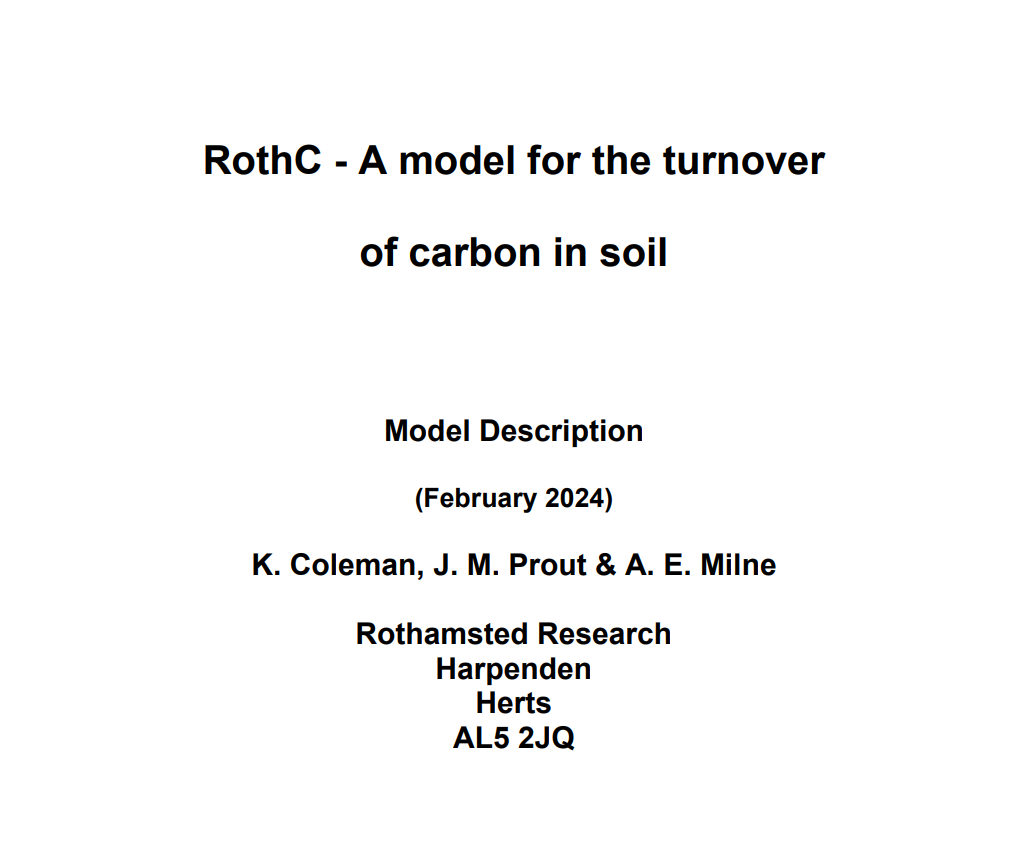 RothC - A model for the turnover
of carbon in soil
Model Description
(February 2024)
K. Coleman, J. M. Prout & A. E. Milne
Rothamsted Research
Harpenden
Herts
AL5 2JQ